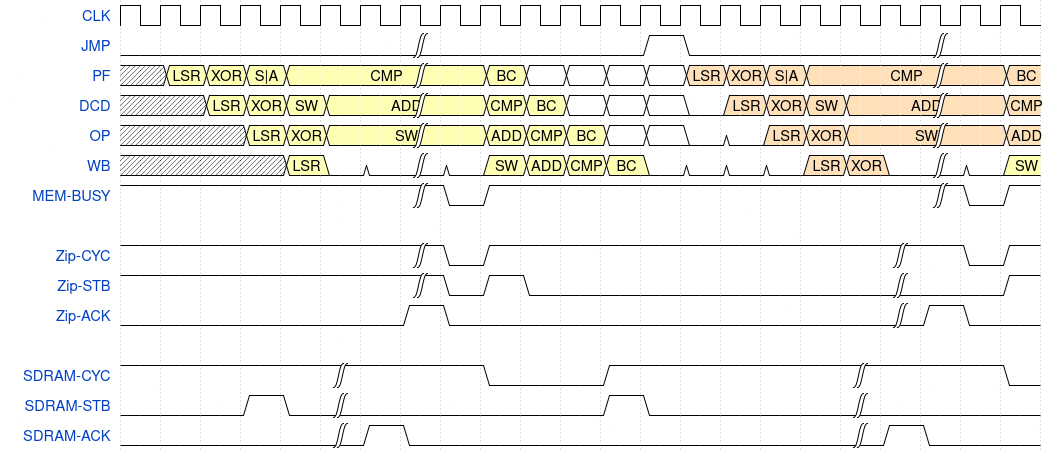 CLK
JMP
PF LSR XOR S|A CMP BC LSR XOR S|A CMP BC
DCD LSR XOR SW ADD CMP BC LSR XOR SW ADD CMP
OP LSR XOR SW ADD CMP BC LSR XOR SW ADD
WB LSR SW ADD CMP BC LSR XOR SW
MEM-BUSY
Zip-CYC
Zip-STB
Zip-ACK
SDRAM-CYC
SDRAM-STB
SDRAM-ACK